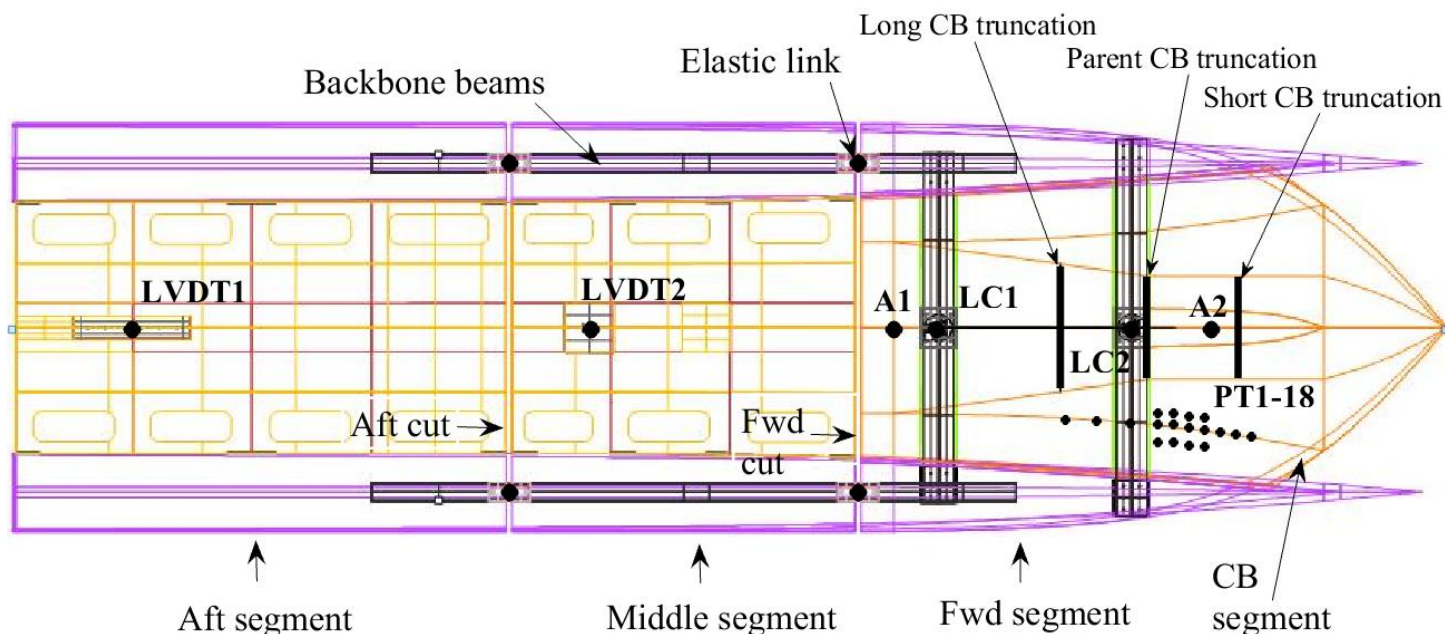 Long CB truncation
Parent CB truncation
Short CB truncation
Elastic link
Backbone beams
LVDT1
LVDT2
A1
LC1
LC2
A2
PT1-18
Aft cut
Fwd
cut
Aft segment
Middle segment
Fwd segment
CB
segment